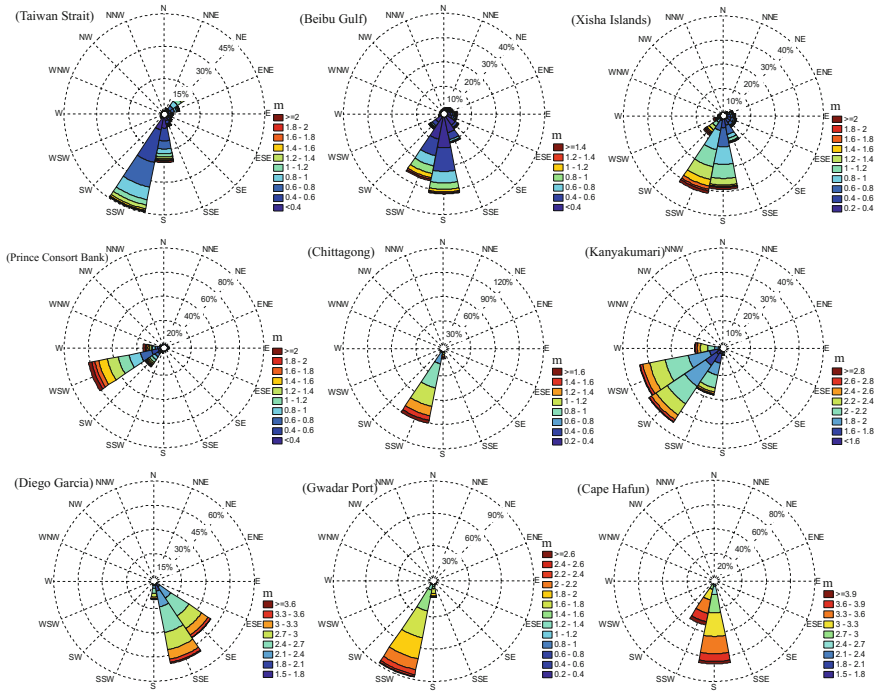 (Taiwan Strait)
N
NNE
NE
ENE
E
ESE
SE
SSE
S
SSW
SW
WSW
W
WNW
NW
NNW
15%
30%
45%
m
>=2
1.8 - 2
1.6 - 1.8
1.4 - 1.6
1.2 - 1.4
1 - 1.2
0.8 - 1
0.6 - 0.8
0.4 - 0.6
<0.4
(Beibu Gulf)
N
NNE
NE
ENE
E
ESE
SE
SSE
S
SSW
SW
WSW
W
WNW
NW
NNW
10%
20%
30%
40%
m
>=1.4
1.2 - 1.4
1 - 1.2
0.8 - 1
0.6 - 0.8
0.4 - 0.6
<0.4
(Xisha Islands)
N
NNE
NE
ENE
E
ESE
SE
SSE
S
SSW
SW
WSW
W
WNW
NW
NNW
10%
20%
30%
40%
m
>=2
1.8 - 2
1.6 - 1.8
1.4 - 1.6
1.2 - 1.4
1 - 1.2
0.8 - 1
0.6 - 0.8
0.4 - 0.6
0.2 - 0.4
(Prince Consort Bank)
N
NNE
NE
ENE
E
ESE
SE
SSE
S
SSW
SW
WSW
W
WNW
NW
NNW
20%
40%
60%
80%
m
>=2
1.8 - 2
1.6 - 1.8
1.4 - 1.6
1.2 - 1.4
1 - 1.2
0.8 - 1
0.6 - 0.8
0.4 - 0.6
<0.4
(Chittagong)
N
NNE
NE
ENE
E
ESE
SE
SSE
S
SSW
SW
WSW
W
WNW
NW
NNW
30%
60%
90%
120%
m
>=1.6
1.4 - 1.6
1.2 - 1.4
1 - 1.2
0.8 - 1
0.6 - 0.8
0.4 - 0.6
0.2 - 0.4
(Kanyakumari)
N
NNE
NE
ENE
E
ESE
SE
SSE
S
SSW
SW
WSW
W
WNW
NW
NNW
10%
20%
30%
40%
m
>=2.8
2.6 - 2.8
2.4 - 2.6
2.2 - 2.4
2 - 2.2
1.8 - 2
1.6 - 1.8
<1.6
(Diego Garcia)
N
NNE
NE
ENE
E
ESE
SE
SSE
S
SSW
SW
WSW
W
WNW
NW
NNW
15%
30%
45%
60%
m
>=3.6
3.3 - 3.6
3 - 3.3
2.7 - 3
2.4 - 2.7
2.1 - 2.4
1.8 - 2.1
1.5 - 1.8
(Gwadar Port)
N
NNE
NE
ENE
E
ESE
SE
SSE
S
SSW
SW
WSW
W
WNW
NW
NNW
30%
60%
90%
m
>=2.6
2.4 - 2.6
2.2 - 2.4
2 - 2.2
1.8 - 2
1.6 - 1.8
1.4 - 1.6
1.2 - 1.4
1 - 1.2
0.8 - 1
0.6 - 0.8
0.4 - 0.6
0.2 - 0.4
(Cape Hafun)
N
NNE
NE
ENE
E
ESE
SE
SSE
S
SSW
SW
WSW
W
WNW
NW
NNW
20%
40%
60%
80%
m
>=3.9
3.6 - 3.9
3.3 - 3.6
3 - 3.3
2.7 - 3
2.4 - 2.7
2.1 - 2.4
1.8 - 2.1
1.5 - 1.8